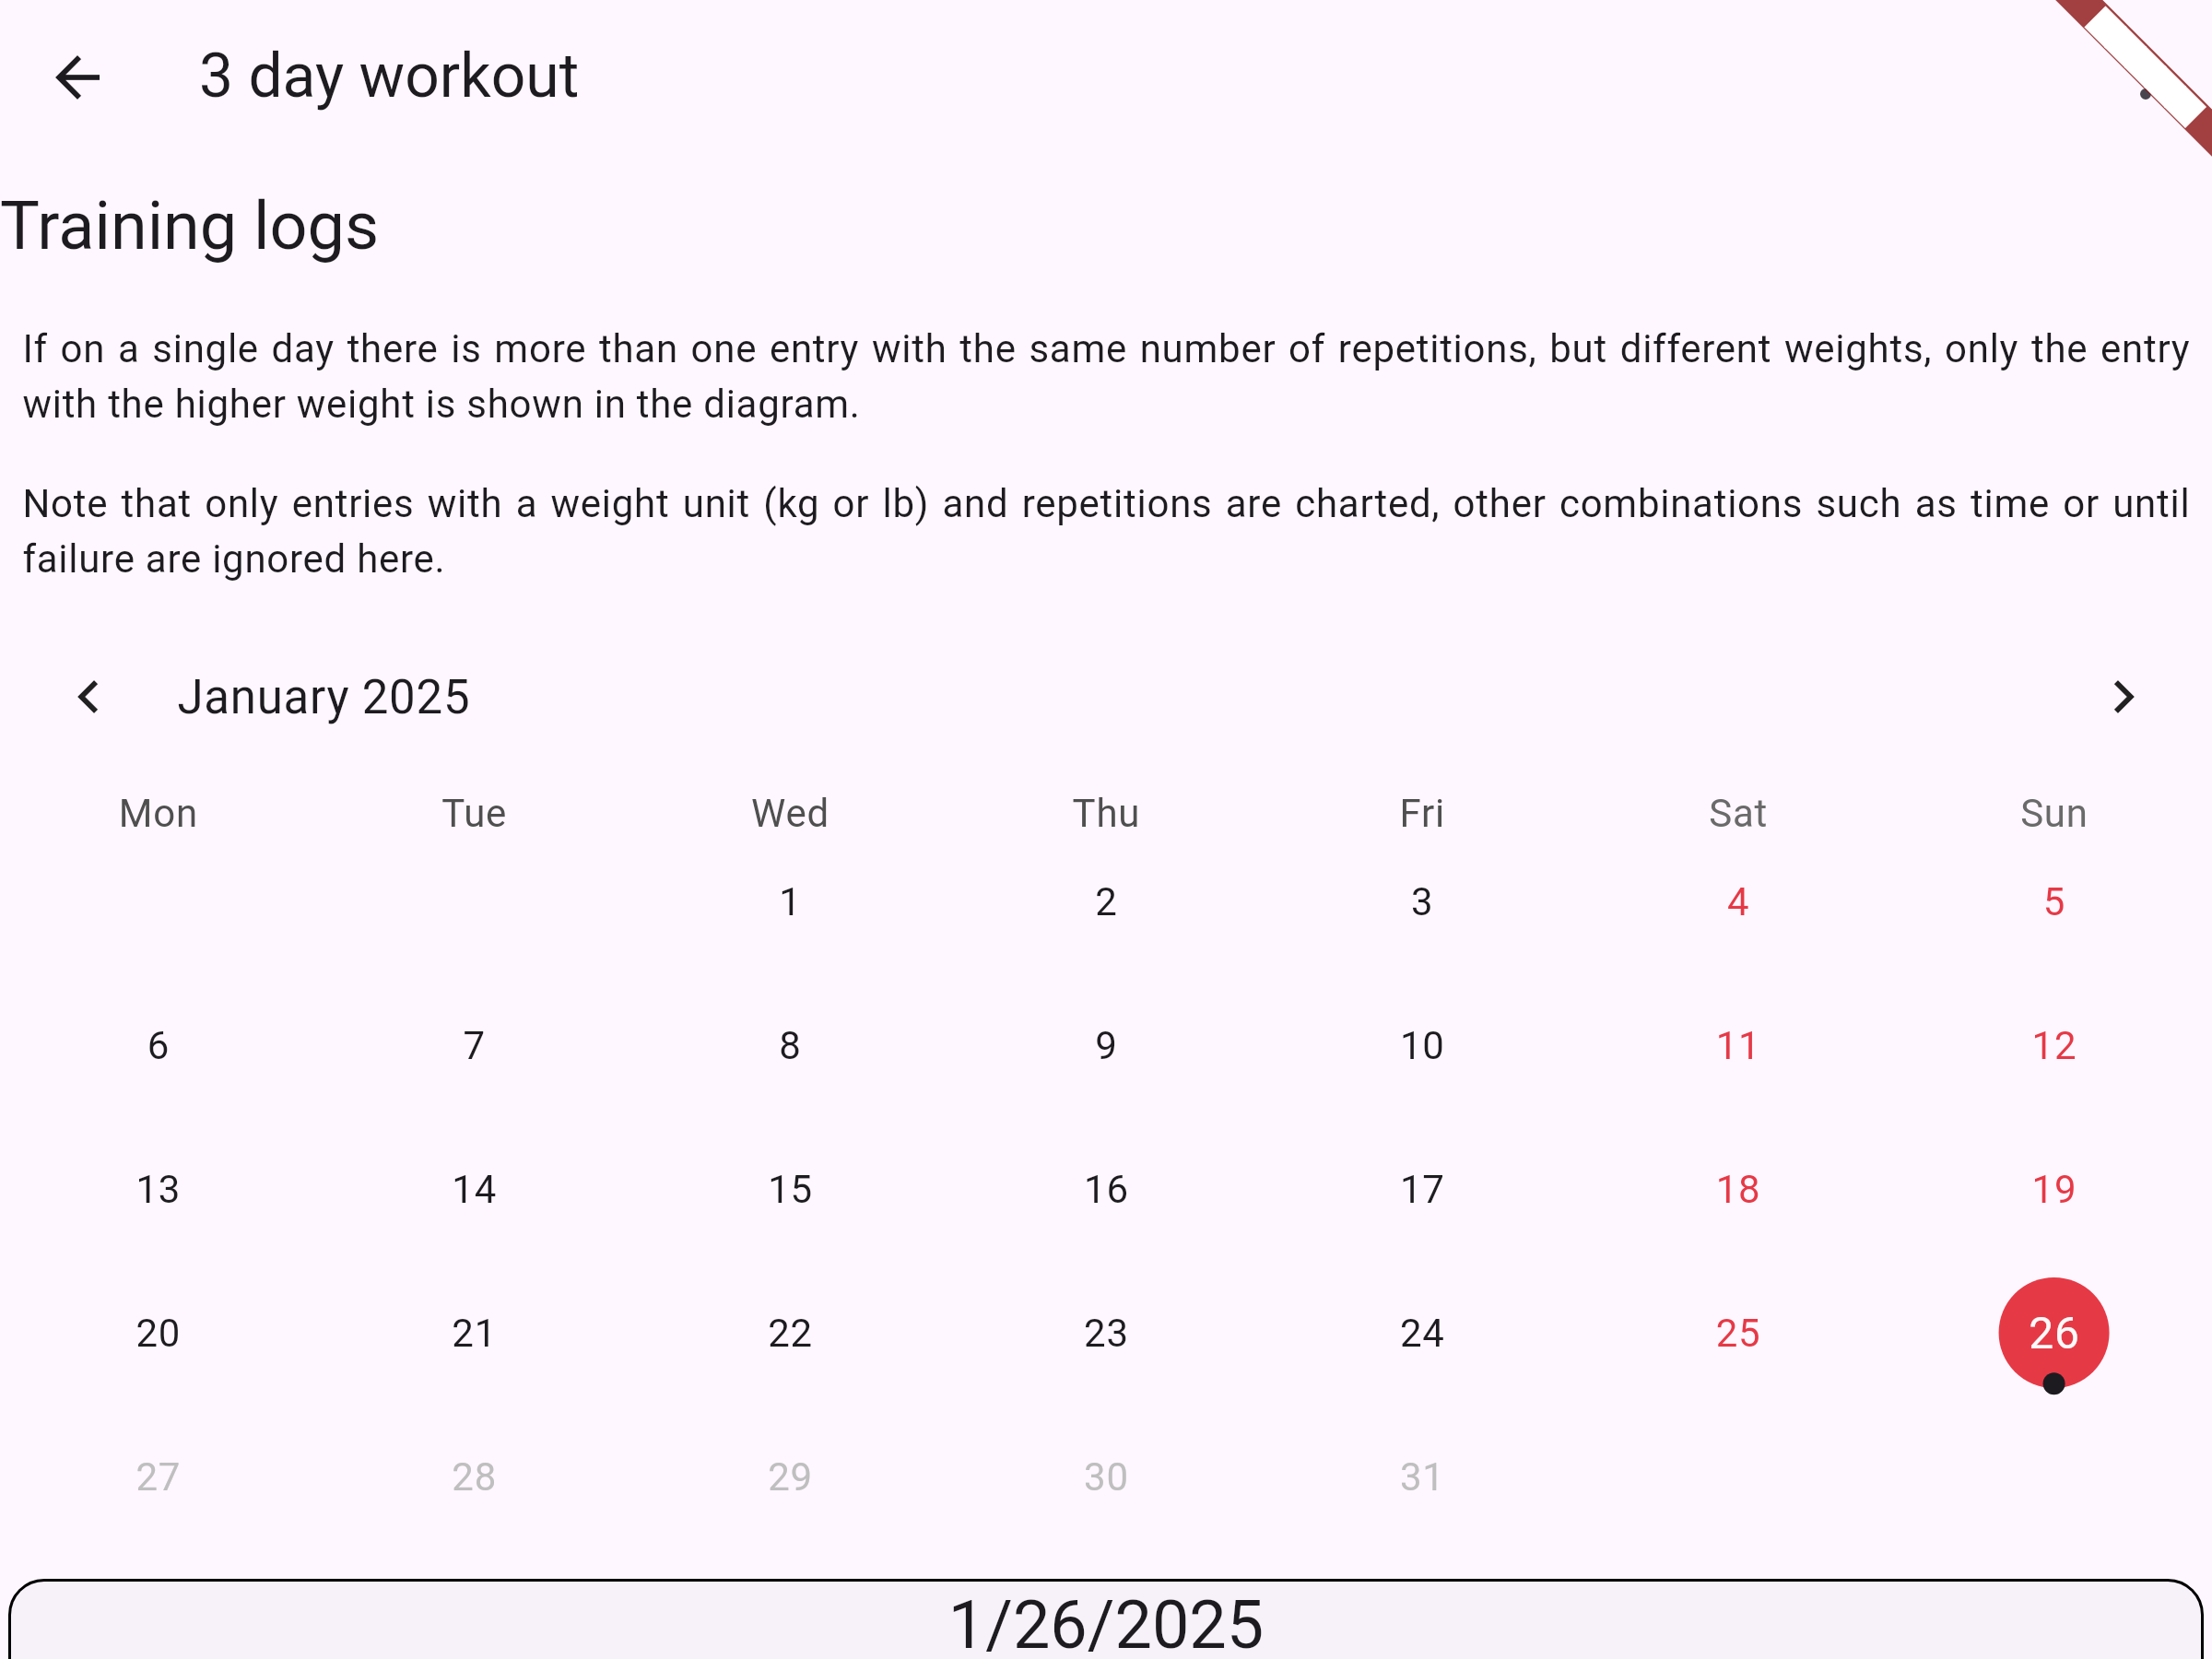 3 day workout
Training logs
If on a single day there is more than one entry with the same number of repetitions, but different weights, only the entry
with the higher weight is shown in the diagram.
Note that only entries with a weight unit (kg or lb) and repetitions are charted, other combinations such as time or until
failure are ignored here.
January 2025
Mon Tue Wed Thu Fri Sat Sun
1 2 3 4 5
6 7 8 9 10 11 12
13 14 15 16 17 18 19
20 21 22 23 24 25 26
27 28 29 30 31
1/26/2025